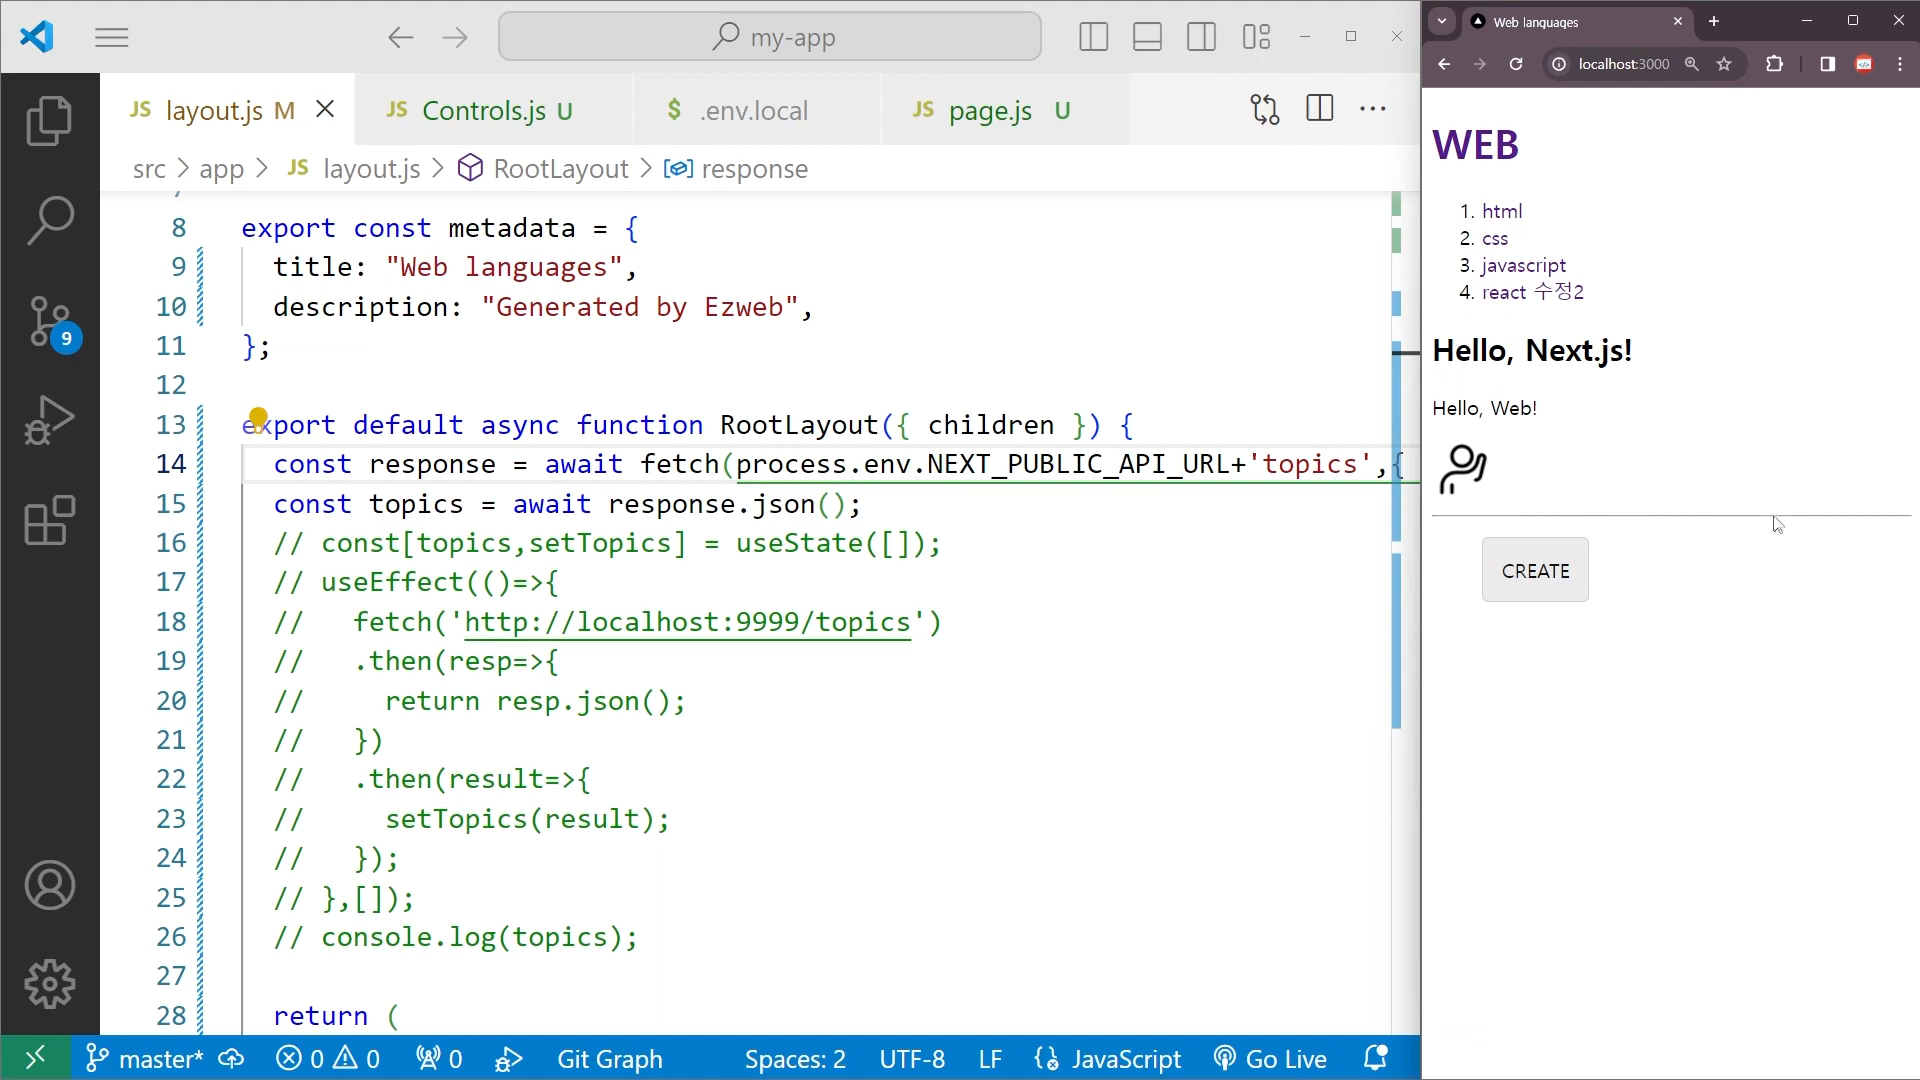 my-app
JS layout.js M
JS Controls.js U
$ .env.local
JS page.js U
src > app > JS layout.js > RootLayout > response
8 export const metadata = {
9 title: "Web languages",
10 description: "Generated by Ezweb",
11 };
12
13 export default async function RootLayout({ children }) {
14 const response = await fetch(process.env.NEXT_PUBLIC_API_URL+'topics',{
15 const topics = await response.json();
16 // const[topics,setTopics] = useState([]);
17 // useEffect(()=>{
18 // fetch('http://localhost:9999/topics')
19 // .then(resp=>{
20 // return resp.json();
21 // })
22 // .then(result=>{
23 // setTopics(result);
24 // });
25 // },[]);
26 // console.log(topics);
27
28 return (
9
master* 0 0 0 Git Graph Spaces: 2 UTF-8 LF JavaScript Go Live
Web languages
localhost:3000
WEB
1. html
2. css
3. javascript
4. react 수정2
Hello, Next.js!
Hello, Web!
CREATE